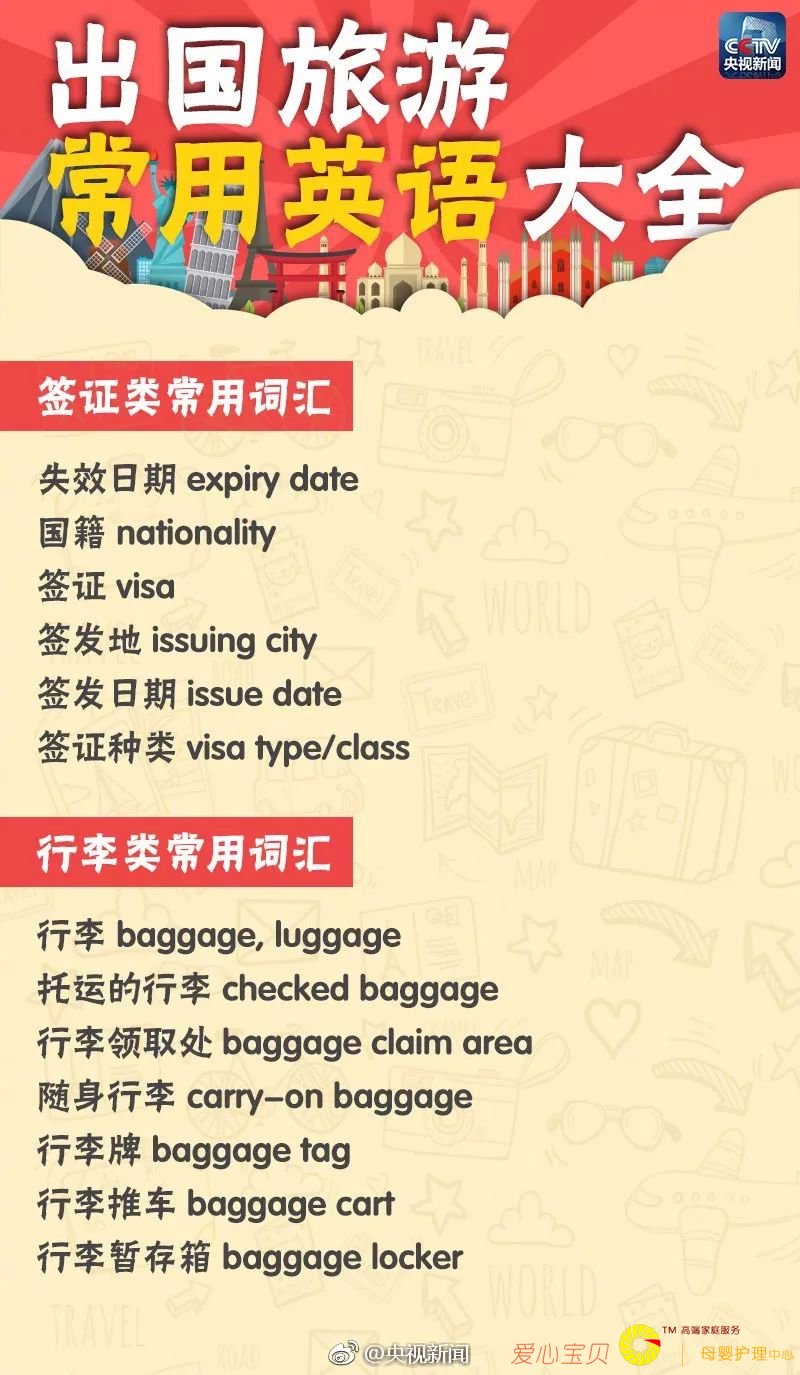 出国旅游
常用英语大全
CCTV
央视新闻
签证类常用词汇
失效日期 expiry date
国籍 nationality
签证 visa
签发地 issuing city
签发日期 issue date
签证种类 visa type/class
行李类常用词汇
行李 baggage, luggage
托运的行李 checked baggage
行李领取处 baggage claim area
随身行李 carry-on baggage
行李牌 baggage tag
行李推车 baggage cart
行李暂存箱 baggage locker
TRAVEL
WORLD
Travel
Travel
Travel
MAP
MAP
WORLD
TRAVEL
ROAD
@央视新闻
爱心宝贝
TM 高端家庭服务
母婴护理中心